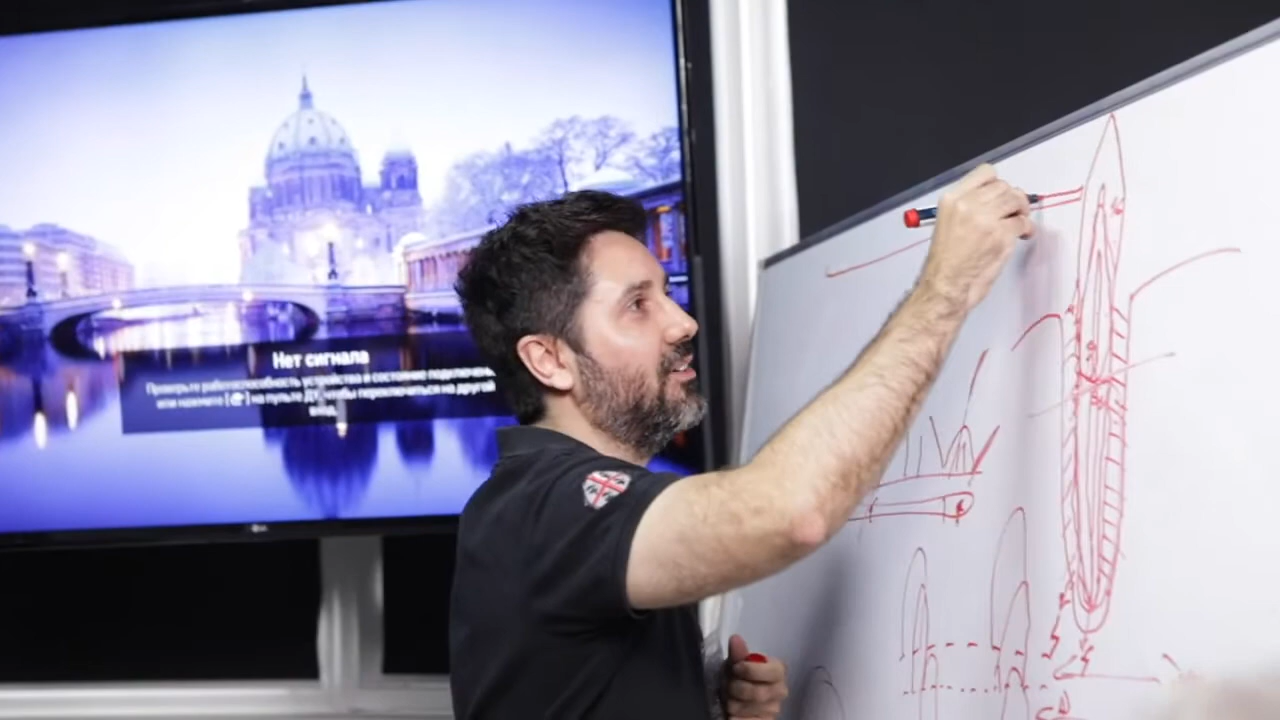 Нет сигнала
Проверьте работоспособность устройства и состояние подключения
или нажмите [ ] на пульте ДУ, чтобы переключиться на другой
вход.